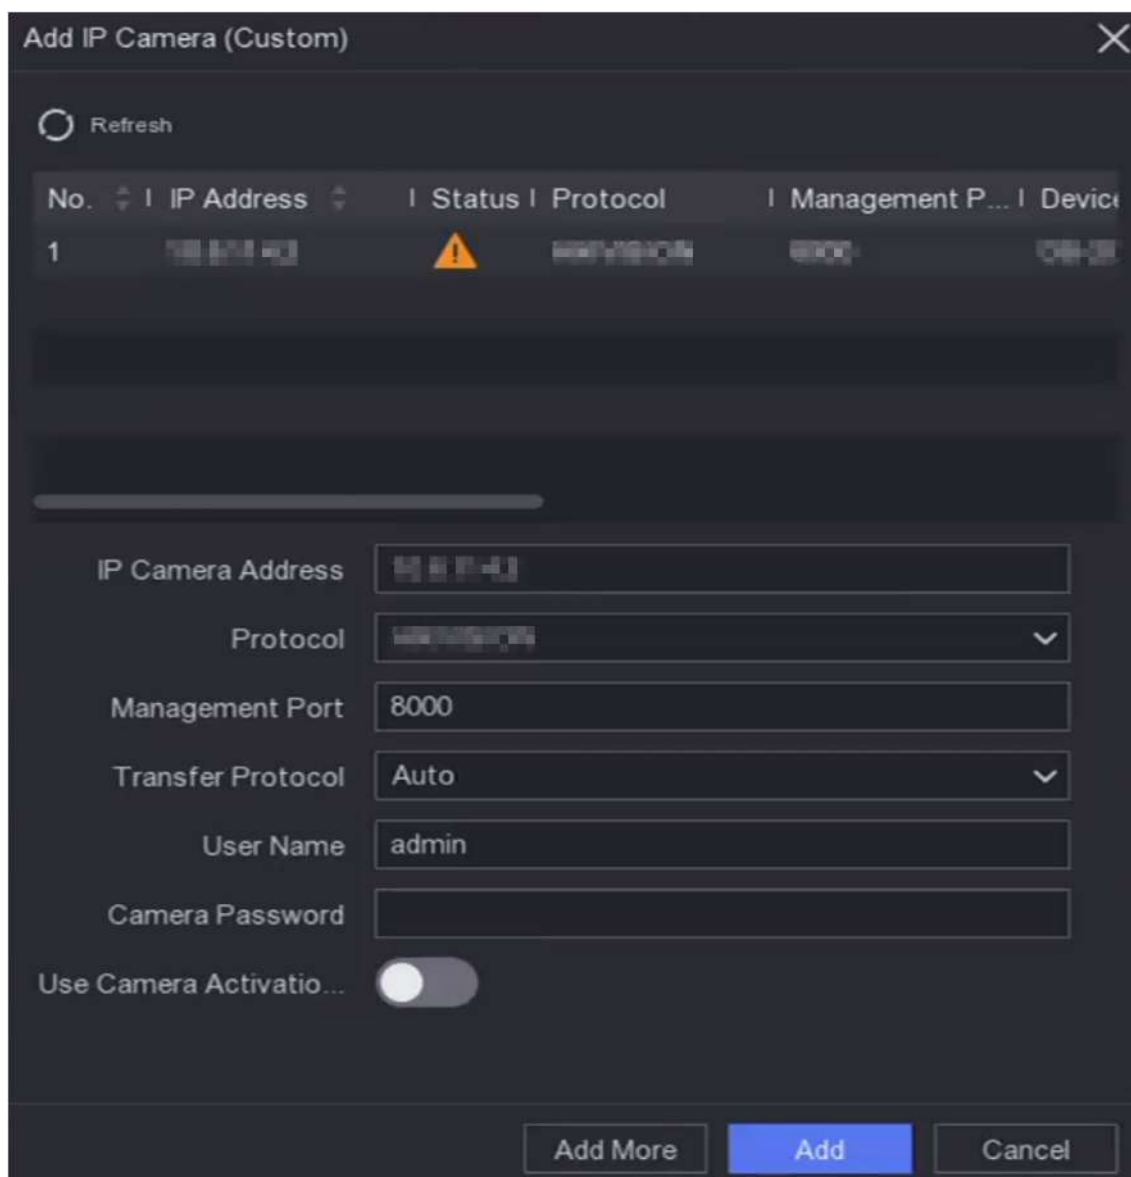 Add IP Camera (Custom)
Refresh
No. IP Address Status Protocol Management P... Device
1
IP Camera Address
Protocol
Management Port 8000
Transfer Protocol Auto
User Name admin
Camera Password
Use Camera Activatio...
Add More Add Cancel